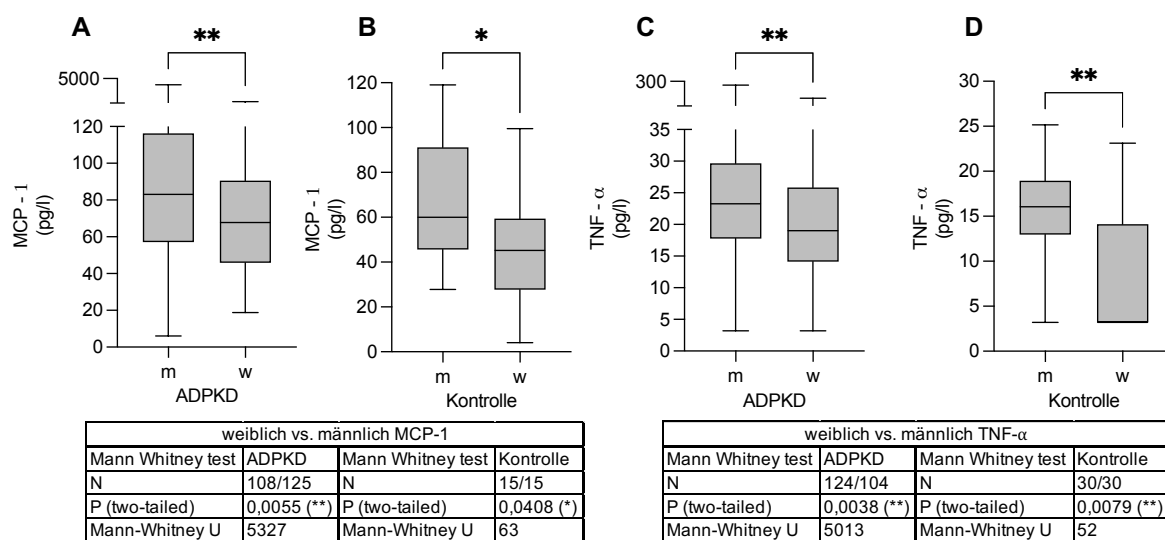 A B C D
** * ** **
5000
120
100
80
60
40
20
0
MCP - 1
(pg/l)
m w
ADPKD
120
100
80
60
40
20
0
MCP - 1
(pg/l)
m w
Kontrolle
300
35
30
25
20
15
10
5
0
TNF - α
(pg/l)
m w
ADPKD
30
25
20
15
10
5
0
TNF - α
(pg/l)
m w
Kontrolle
weiblich vs. männlich MCP-1
Mann Whitney test ADPKD Mann Whitney test Kontrolle
N 108/125 N 15/15
P (two-tailed) 0,0055 (**) P (two-tailed) 0,0408 (*)
Mann-Whitney U 5327 Mann-Whitney U 63
weiblich vs. männlich TNF-α
Mann Whitney test ADPKD Mann Whitney test Kontrolle
N 124/104 N 30/30
P (two-tailed) 0,0038 (**) P (two-tailed) 0,0079 (**)
Mann-Whitney U 5013 Mann-Whitney U 52